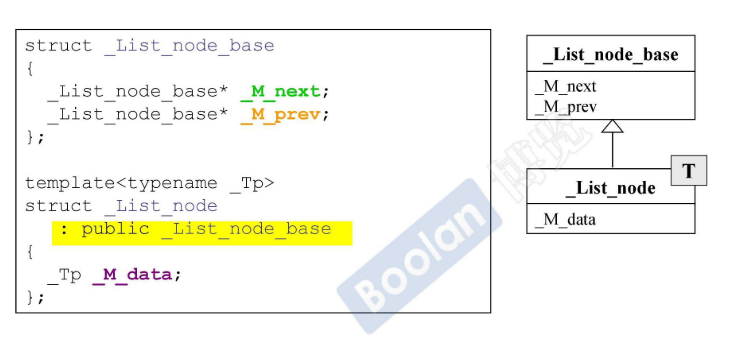 struct _List_node_base
{
  _List_node_base* _M_next;
  _List_node_base* _M_prev;
};
template<typename _Tp>
struct _List_node
  : public _List_node_base
{
  _Tp _M_data;
};
_List_node_base
_M_next
_M_prev
T
_List_node
_M_data
Boolan 博览